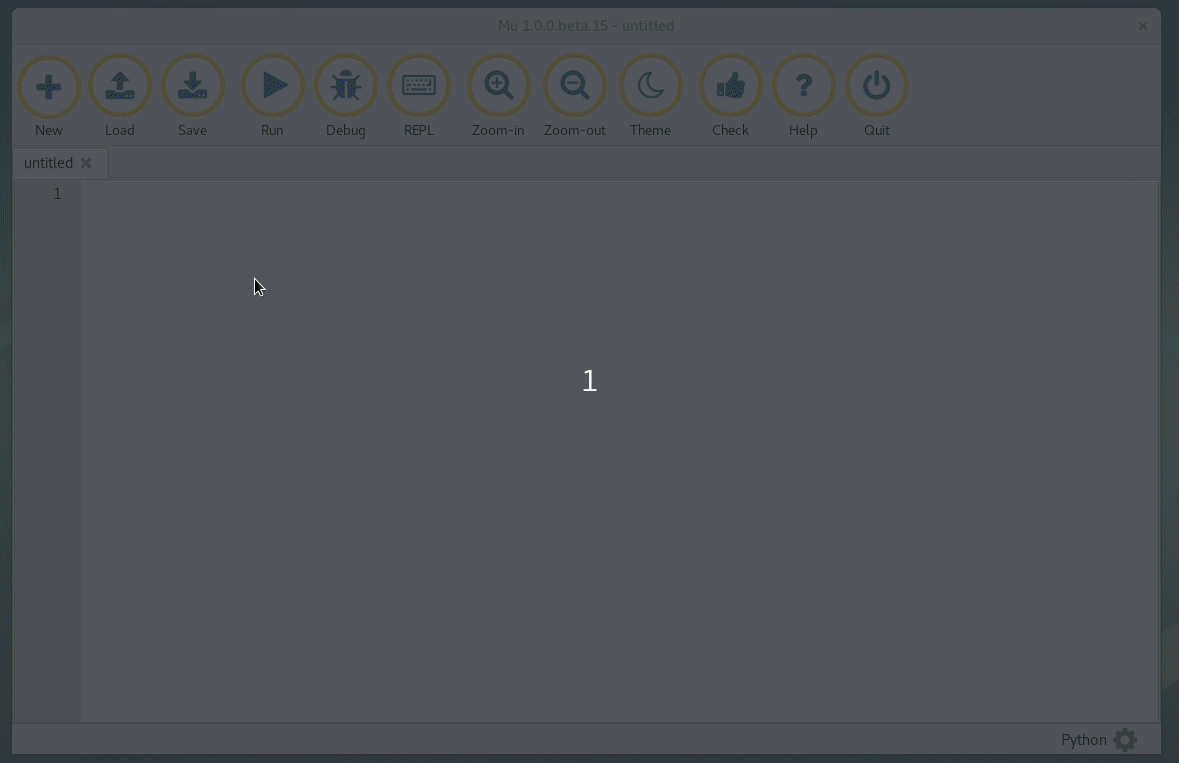 Mu 1.0.0.beta.15 - untitled
New Load Save Run Debug REPL Zoom-in Zoom-out Theme Check Help Quit
untitled
1
1
Python